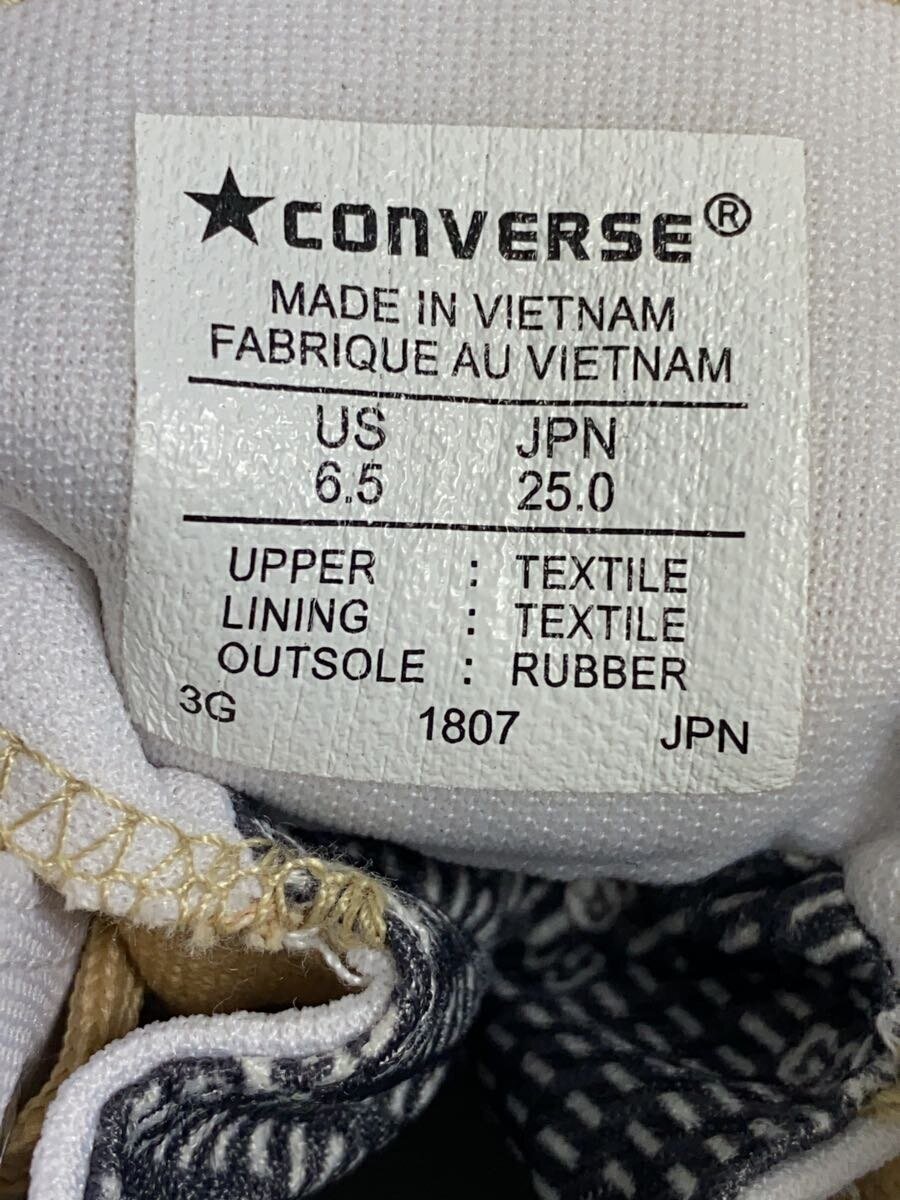 ★CONVERSE®
MADE IN VIETNAM
FABRIQUE AU VIETNAM
US JPN
6.5 25.0
UPPER : TEXTILE
LINING : TEXTILE
OUTSOLE : RUBBER
3G 1807 JPN